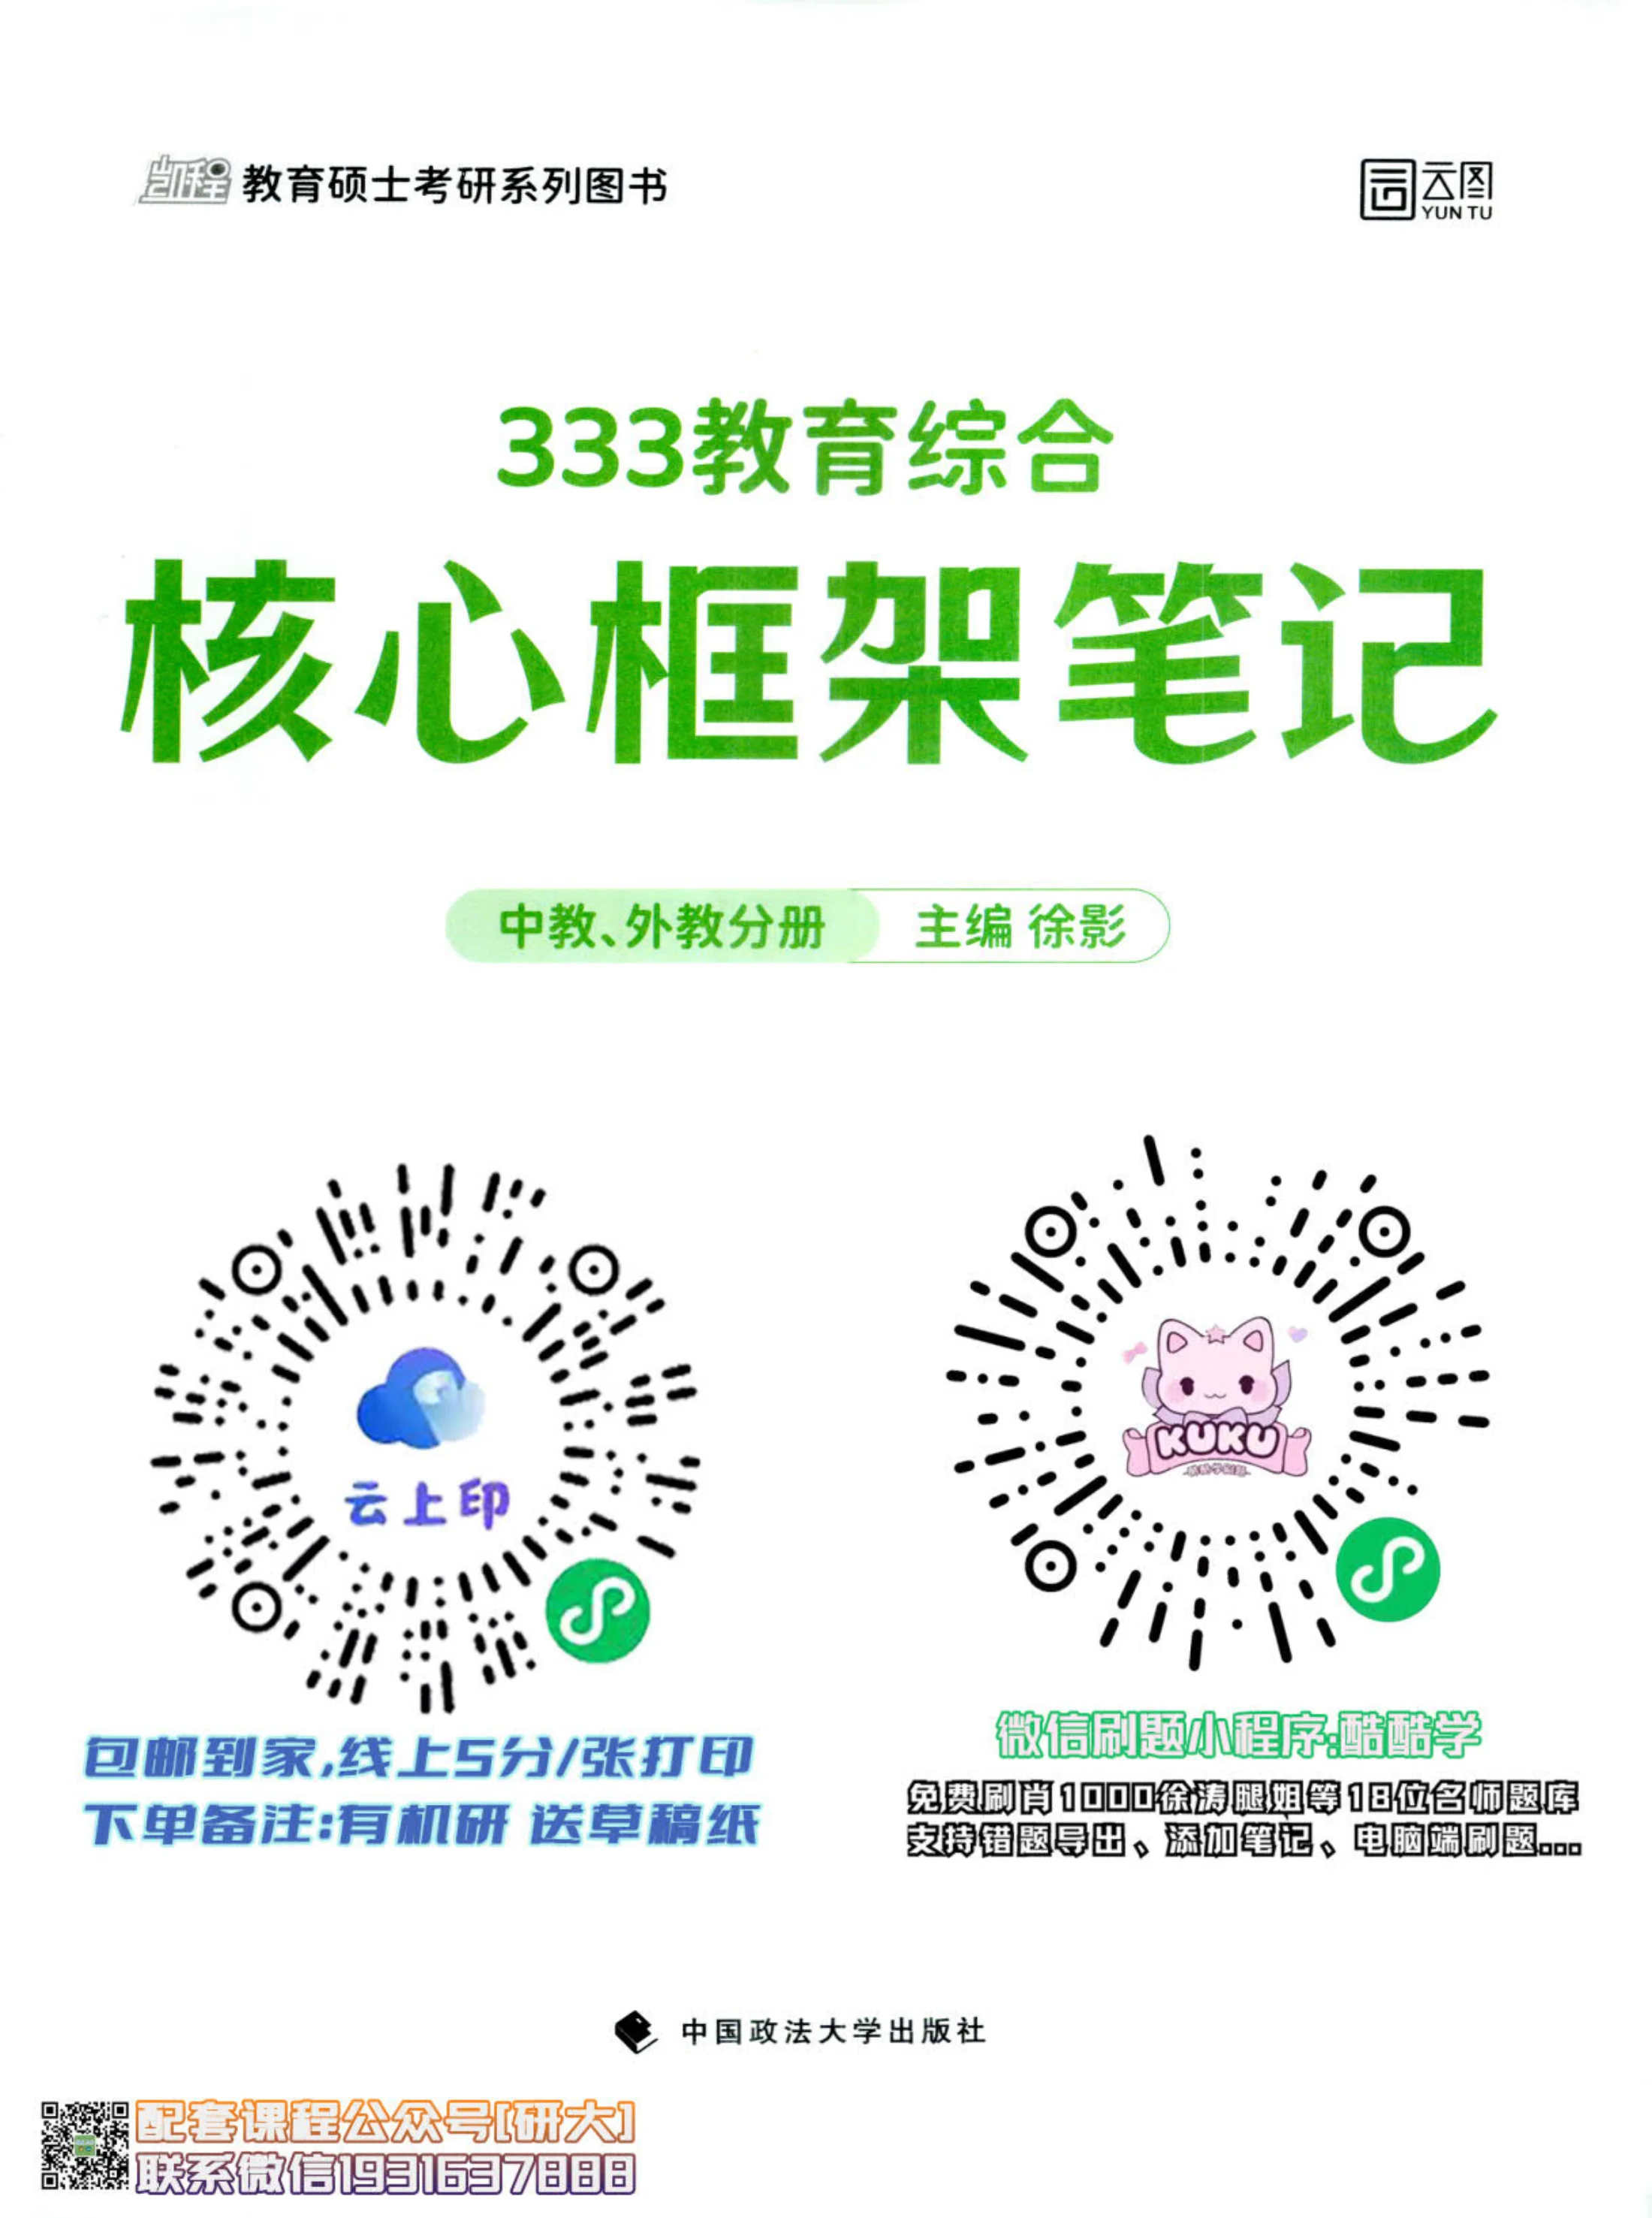 凯程 教育硕士考研系列图书
云图
YUN TU
333教育综合
核心框架笔记
中教、外教分册 主编 徐影
云上印
KUKU
包邮到家,线上5分/张打印
下单备注:有机研 送草稿纸
微信刷题小程序:酷酷学
免费刷肖1000徐涛腿姐等18位名师题库
支持错题导出、添加笔记、电脑端刷题...
中国政法大学出版社
配套课程公众号[研大]
联系微信1931637888